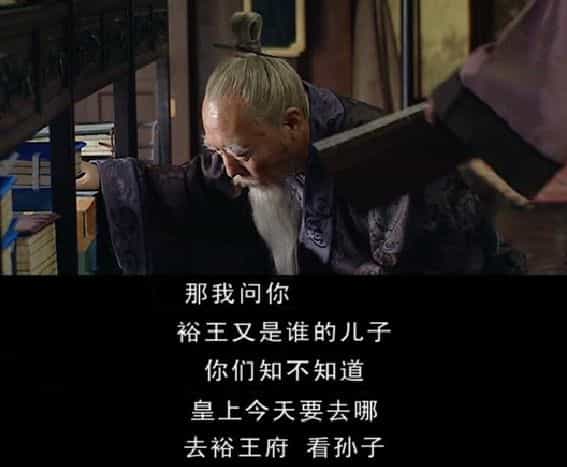 那我问你
裕王又是谁的儿子
你们知不知道
皇上今天要去哪
去裕王府 看孙子